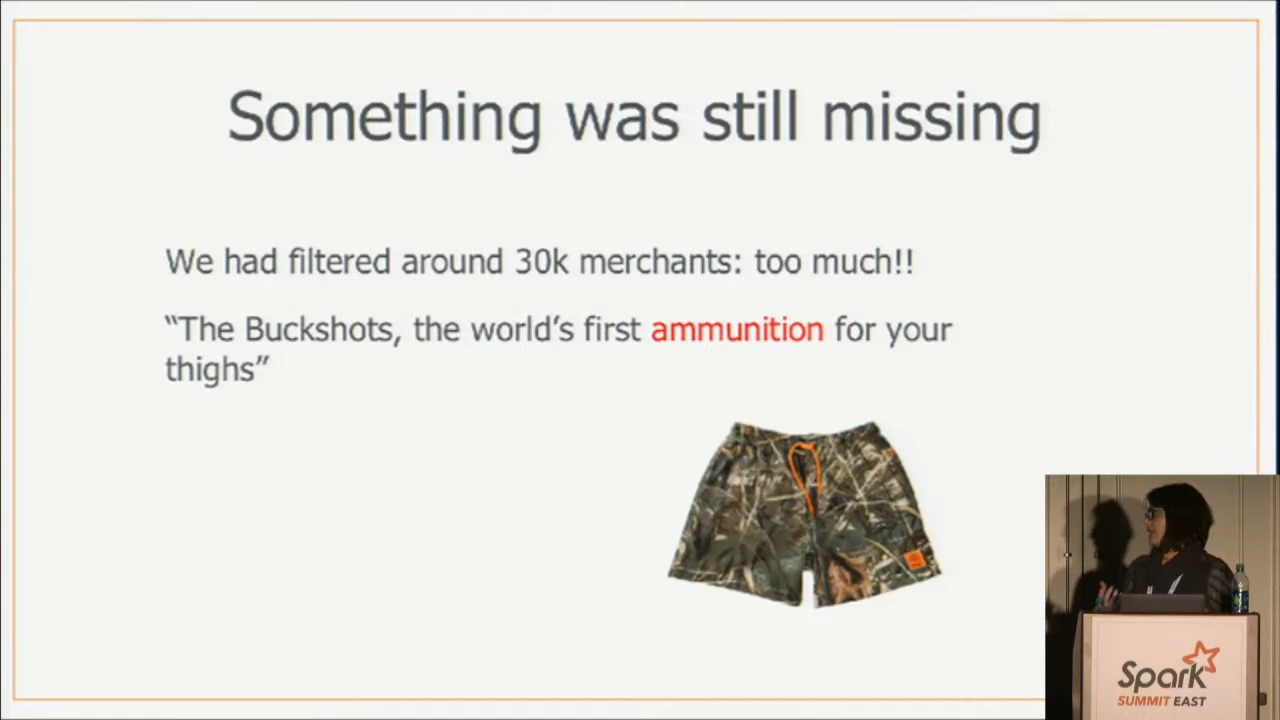 Something was still missing
We had filtered around 30k merchants: too much!!
“The Buckshots, the world’s first ammunition for your
thighs”
Spark
SUMMIT EAST